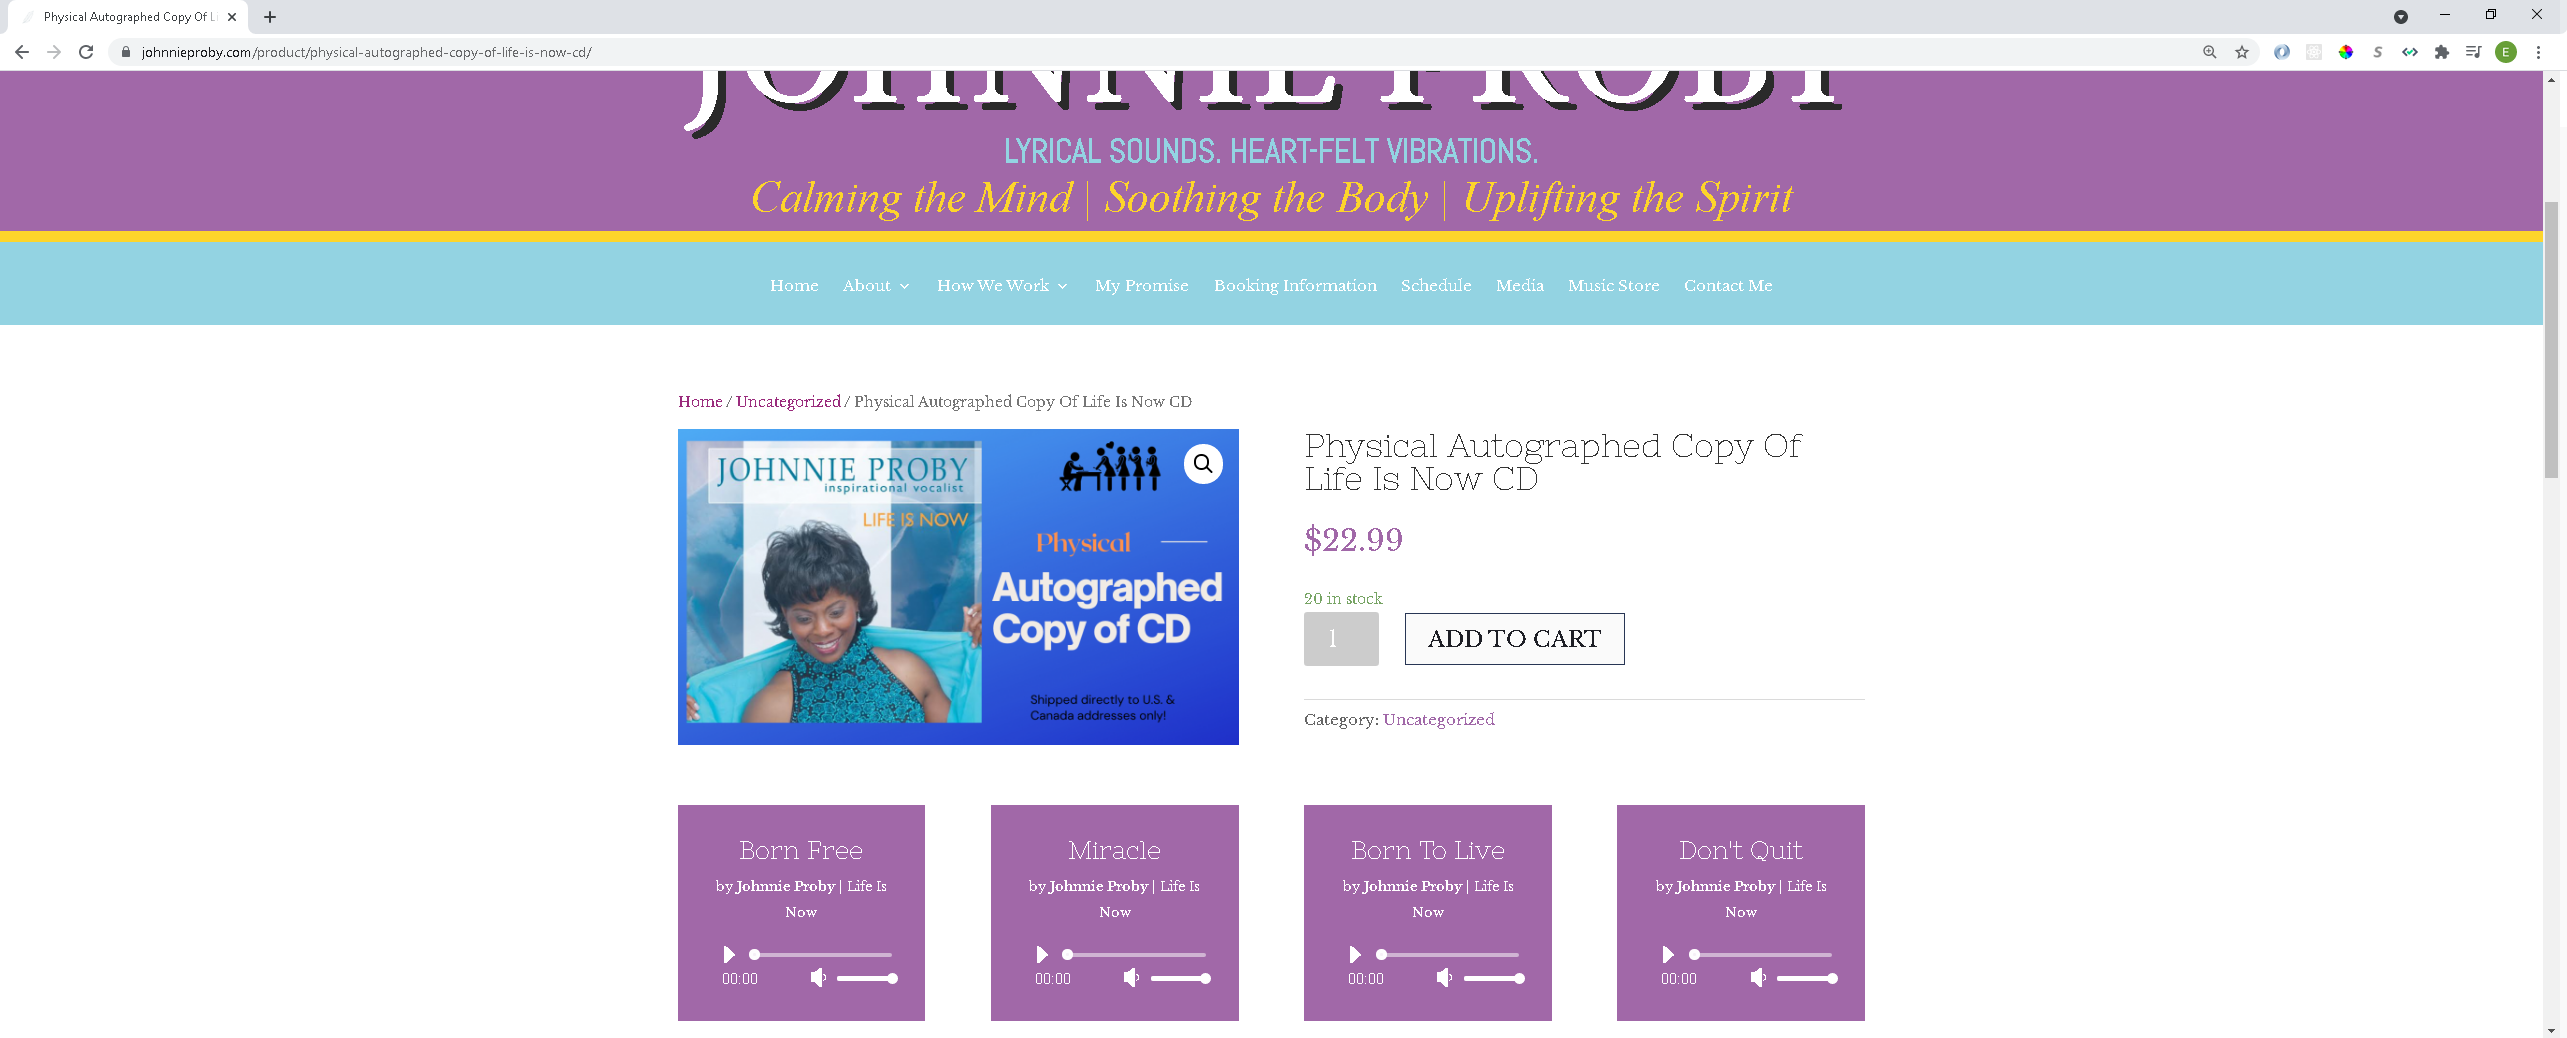 Physical Autographed Copy Of Li
johnnieproby.com/product/physical-autographed-copy-of-life-is-now-cd/
E
JOHNNIE PROBY
LYRICAL SOUNDS. HEART-FELT VIBRATIONS.
Calming the Mind | Soothing the Body | Uplifting the Spirit
Home About How We Work My Promise Booking Information Schedule Media Music Store Contact Me
Home / Uncategorized / Physical Autographed Copy Of Life Is Now CD
JOHNNIE PROBY
inspirational vocalist
LIFE IS NOW
Physical
Autographed
Copy of CD
Shipped directly to U.S. &
Canada addresses only!
Physical Autographed Copy Of
Life Is Now CD
$22.99
20 in stock
1 ADD TO CART
Category: Uncategorized
Born Free
by Johnnie Proby | Life Is
Now
00:00
Miracle
by Johnnie Proby | Life Is
Now
00:00
Born To Live
by Johnnie Proby | Life Is
Now
00:00
Don't Quit
by Johnnie Proby | Life Is
Now
00:00